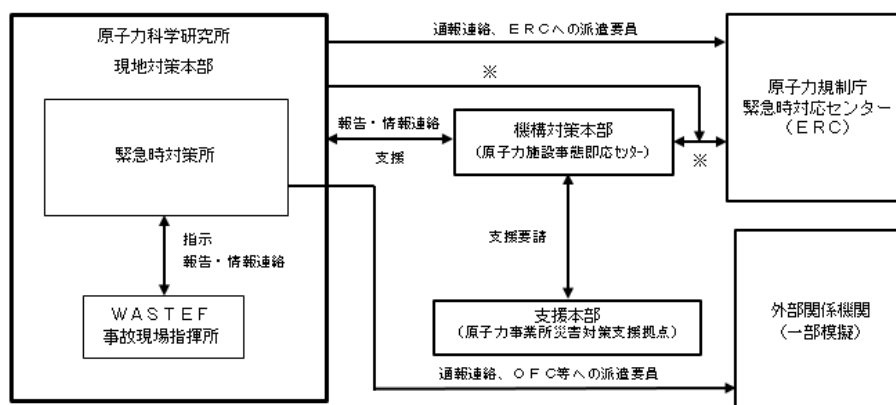 原子力科学研究所
現地対策本部
緊急時対策所
指示
報告・情報連絡
ＷＡＳＴＥＦ
事故現場指揮所
通報連絡、ＥＲＣへの派遣要員
※
報告・情報連絡
支援
機構対策本部
（原子力施設事態即応センター）
※
支援要請
支援本部
（原子力事業所災害対策支援拠点）
通報連絡、ＯＦＣ等への派遣要員
原子力規制庁
緊急時対応センター
（ＥＲＣ）
外部関係機関
（一部模擬）